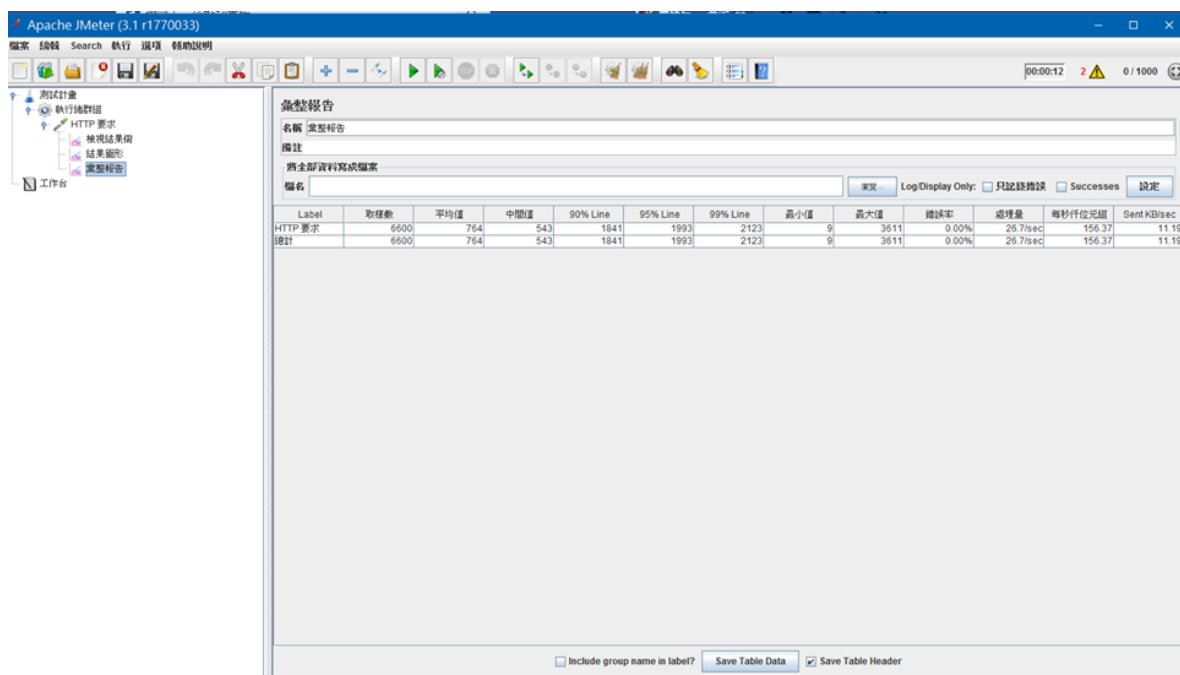 Apache JMeter (3.1 r1770033)
檔案 編輯 Search 執行 選項 輔助說明
00:00:12 2 0 / 1000
測試計畫
執行緒群組
HTTP 要求
檢視結果樹
結果圖形
彙整報告
工作台
彙整報告
名稱 彙整報告
備註
將全部資料寫成檔案
檔名 瀏覽... Log/Display Only: 只記錄錯誤 Successes 設定
Label 取樣數 平均值 中間值 90% Line 95% Line 99% Line 最小值 最大值 錯誤率 處理量 每秒仟位元組 Sent KB/sec
HTTP 要求 6600 764 543 1841 1993 2123 9 3611 0.00% 26.7/sec 156.37 11.19
總計 6600 764 543 1841 1993 2123 9 3611 0.00% 26.7/sec 156.37 11.19
Include group name in label? Save Table Data Save Table Header